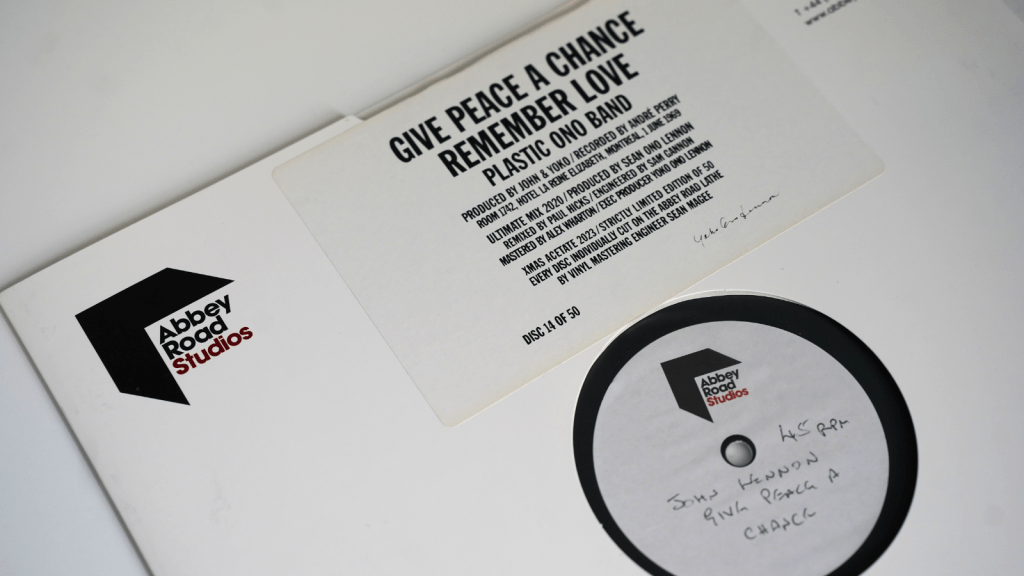 GIVE PEACE A CHANCE
REMEMBER LOVE
PLASTIC ONO BAND
PRODUCED BY JOHN & YOKO / RECORDED BY ANDRÉ PERRY
ROOM 1742, HOTEL LA REINE ELIZABETH, MONTREAL, 1 JUNE 1969
ULTIMATE MIX 2020 / PRODUCED BY SEAN ONO LENNON
REMIXED BY PAUL HICKS / ENGINEERED BY SAM GANNON
MASTERED BY ALEX WHARTON / EXEC PRODUCER YOKO ONO LENNON
XMAS ACETATE 2023 / STRICTLY LIMITED EDITION OF 50
EVERY DISC INDIVIDUALLY CUT ON THE ABBEY ROAD LATHE
BY VINYL MASTERING ENGINEER SEAN MAGEE
Yoko Ono Lennon
DISC 14 OF 50
Abbey
Road
Studios
Abbey
Road
Studios
45 RPM
JOHN LENNON
GIVE PEACE A
CHANCE